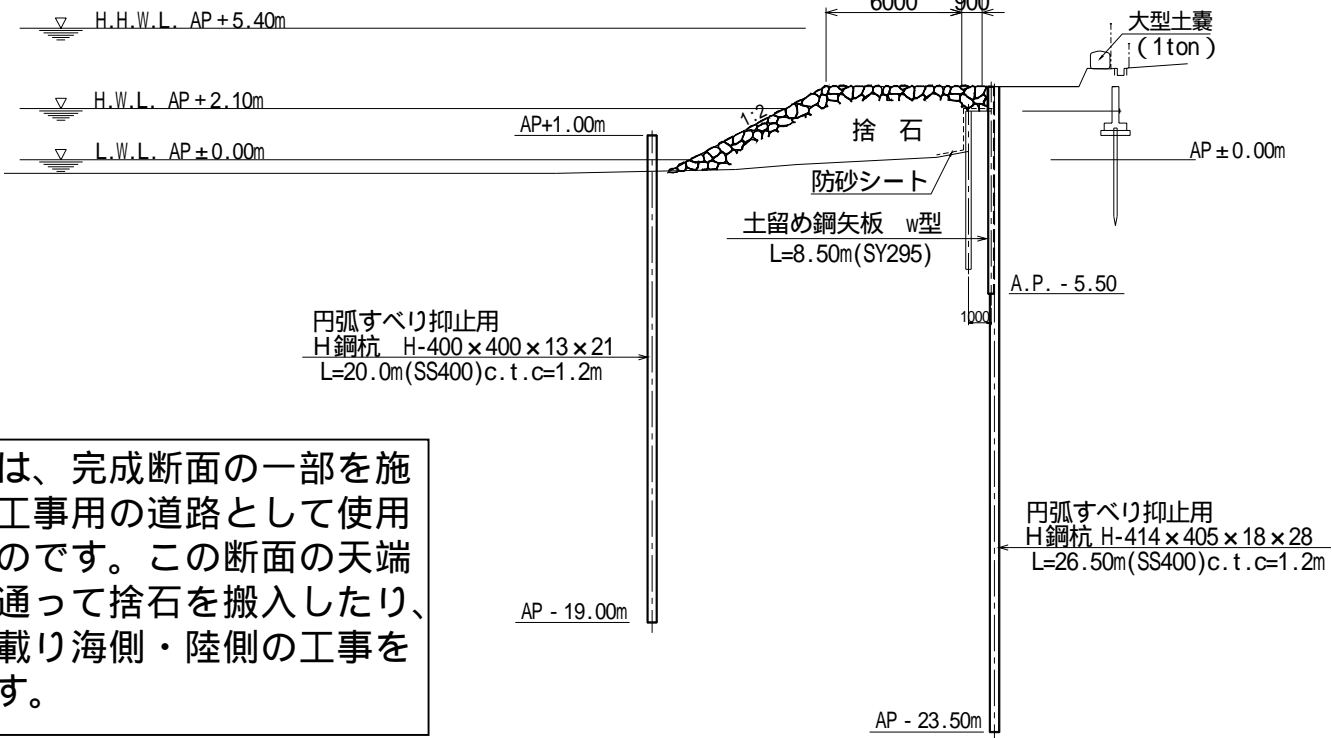 6000 900
H.H.W.L. AP+5.40m
大型土嚢
(1ton)
H.W.L. AP+2.10m
AP+1.00m
1:2
捨 石
L.W.L. AP±0.00m
AP±0.00m
防砂シート
土留め鋼矢板 w型
L=8.50m(SY295)
A.P. - 5.50
1000
円弧すべり抑止用
H鋼杭 H-400×400×13×21
L=20.0m(SS400)c.t.c=1.2m
は、完成断面の一部を施
工事用の道路として使用
のです。この断面の天端
通って捨石を搬入したり、
載り海側・陸側の工事を
す。
円弧すべり抑止用
H鋼杭 H-414×405×18×28
L=26.50m(SS400)c.t.c=1.2m
AP - 19.00m
AP - 23.50m